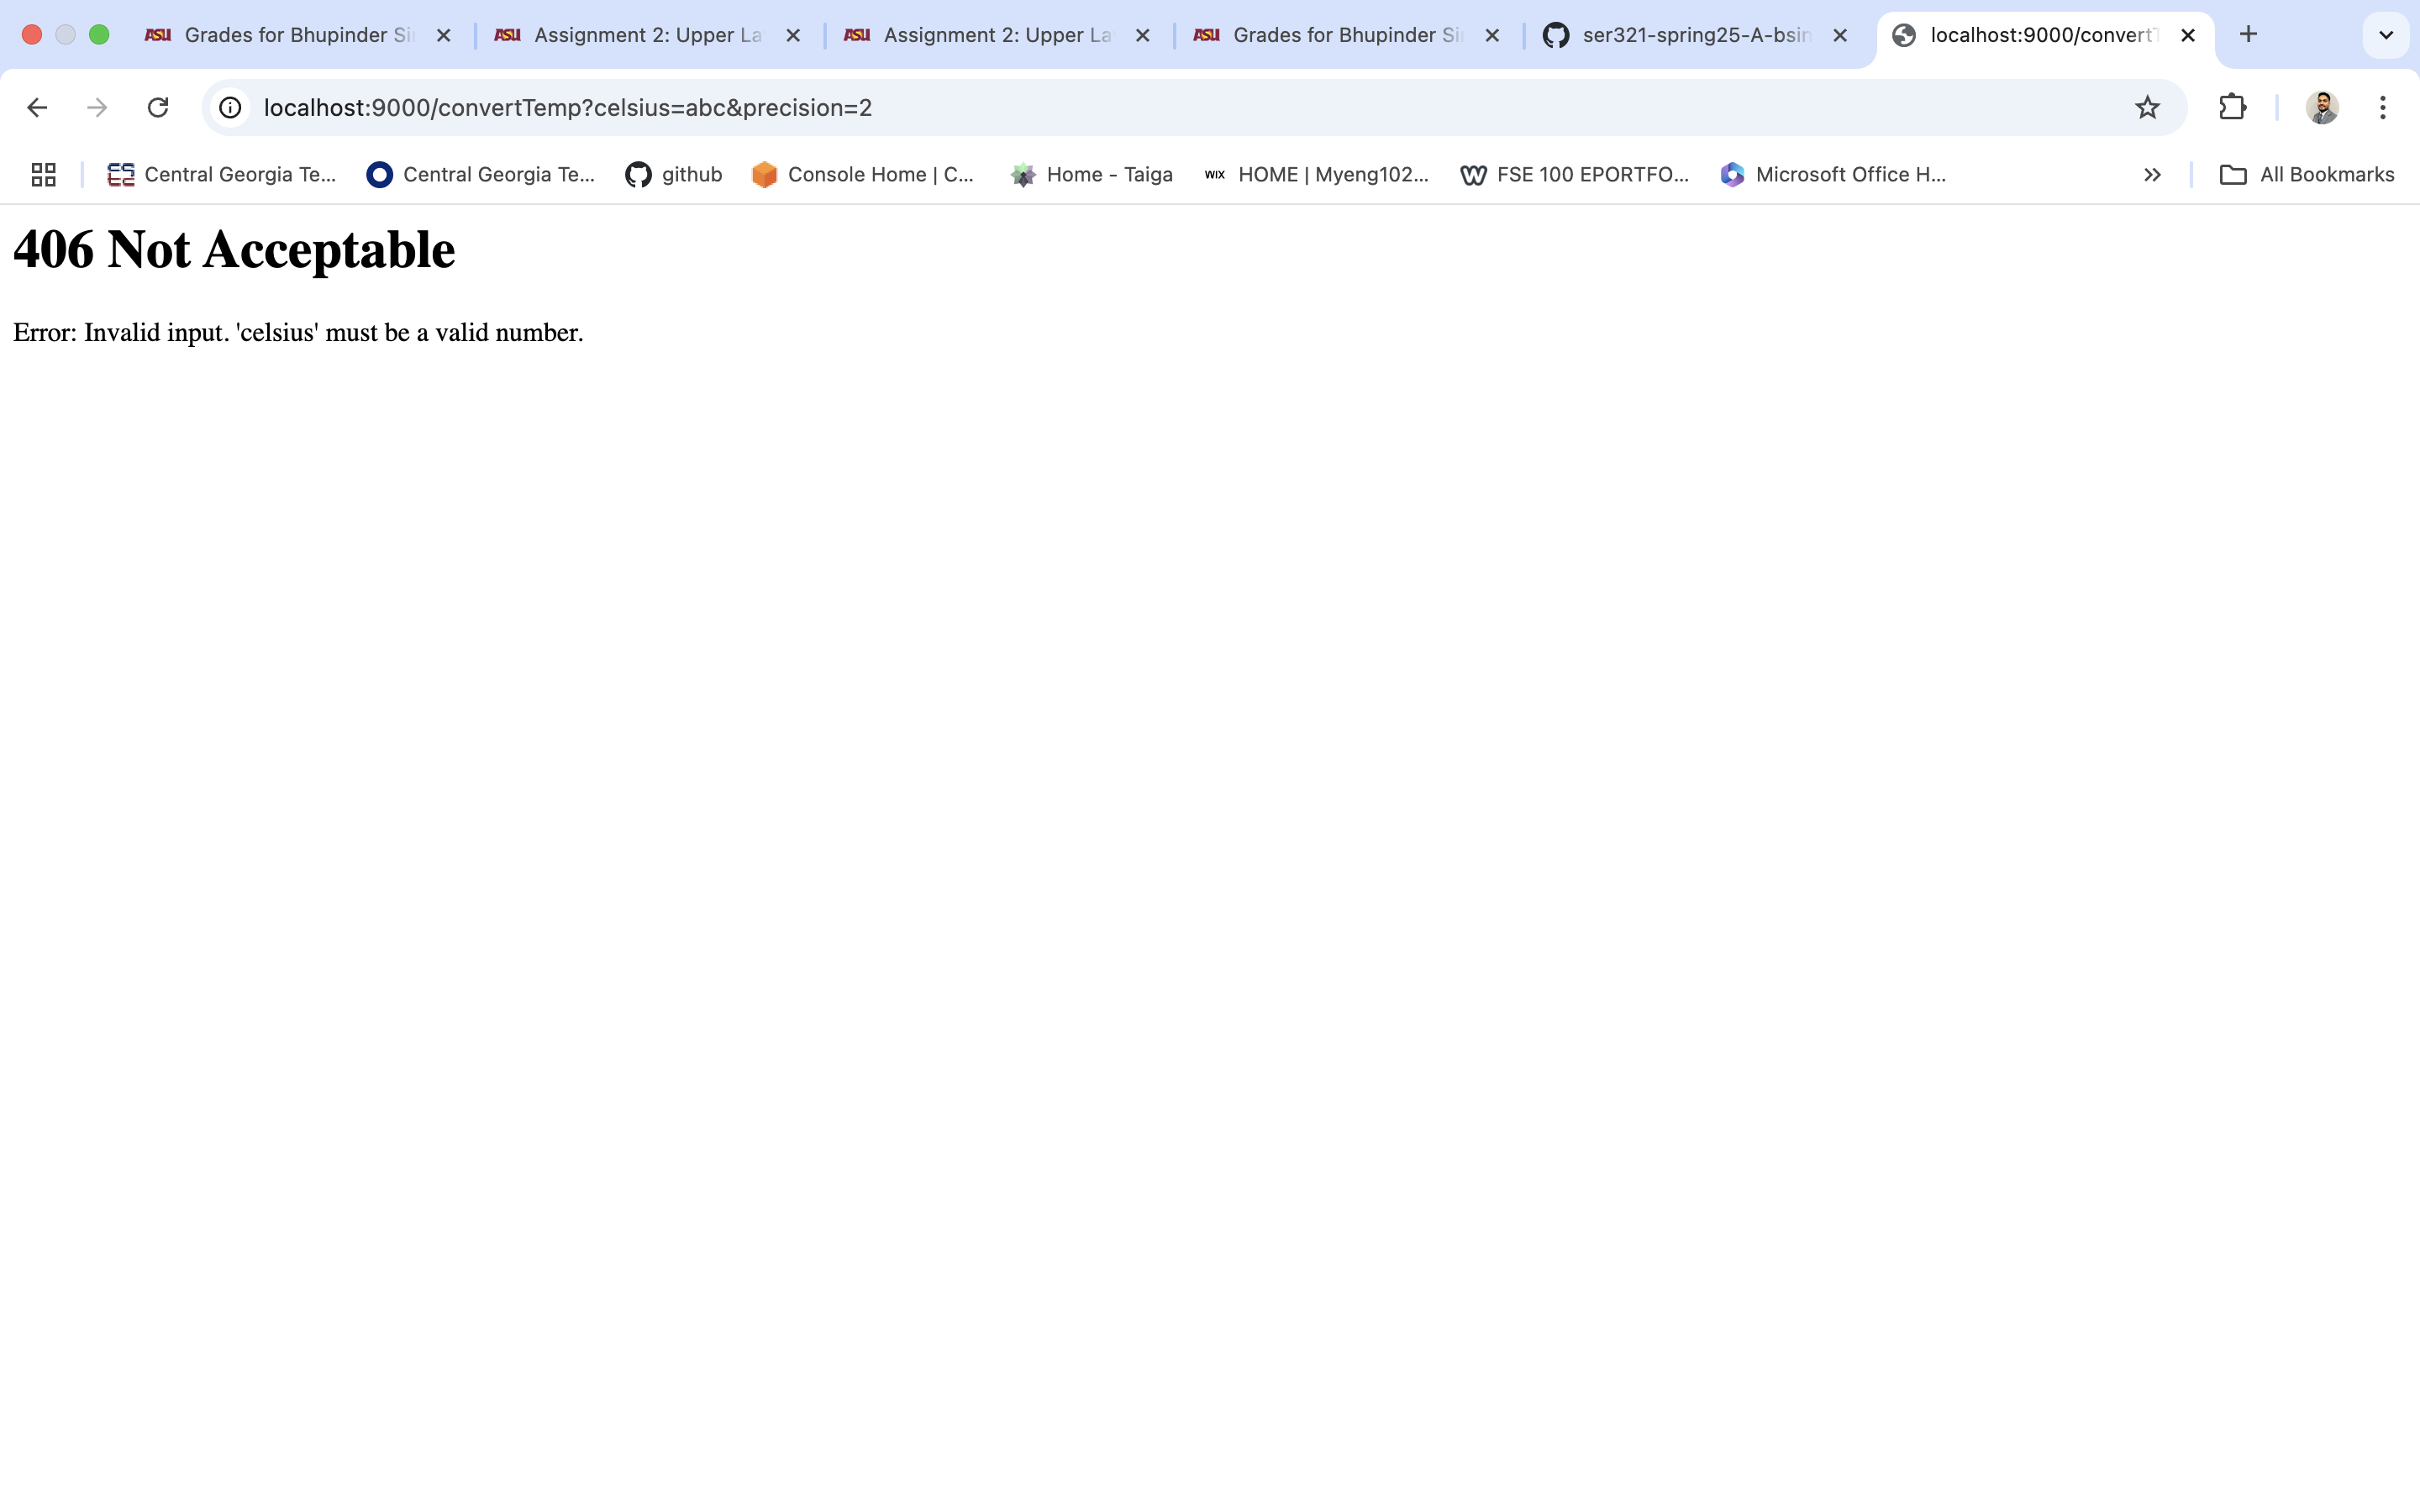 ASU Grades for Bhupinder Si
ASU Assignment 2: Upper La
ASU Assignment 2: Upper La
ASU Grades for Bhupinder Si
ser321-spring25-A-bsin
localhost:9000/convertT
localhost:9000/convertTemp?celsius=abc&precision=2
Central Georgia Te...
Central Georgia Te...
github
Console Home | C...
Home - Taiga
WIX HOME | Myeng102...
FSE 100 EPORTFO...
Microsoft Office H...
All Bookmarks
406 Not Acceptable
Error: Invalid input. 'celsius' must be a valid number.